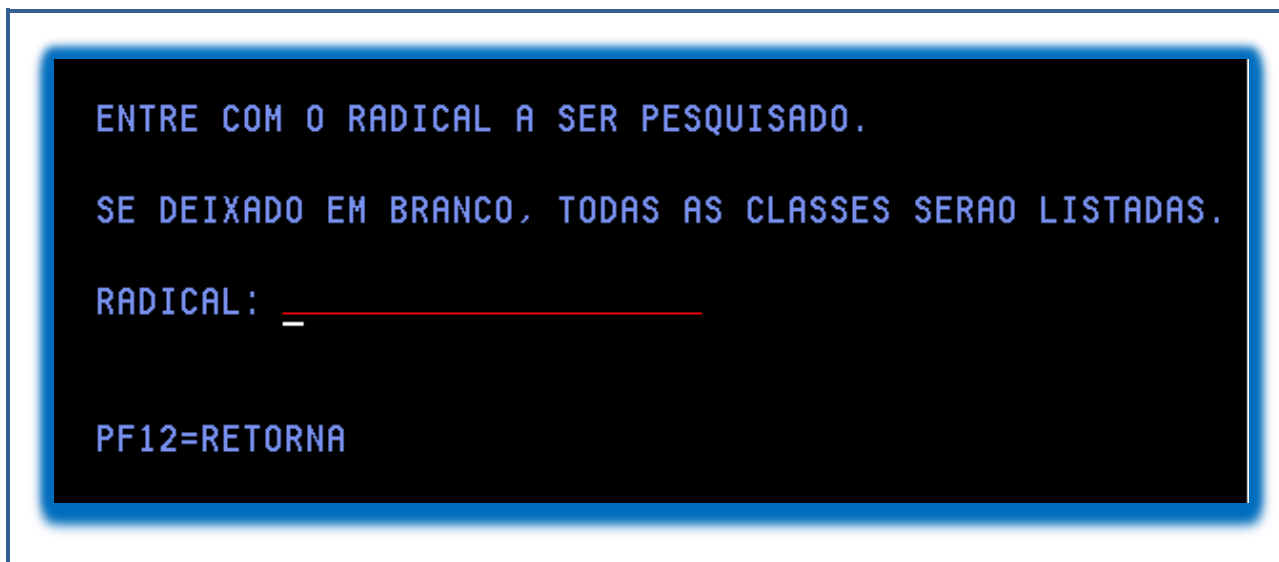 ENTRE COM O RADICAL A SER PESQUISADO.
SE DEIXADO EM BRANCO, TODAS AS CLASSES SERAO LISTADAS.
RADICAL:
PF12=RETORNA